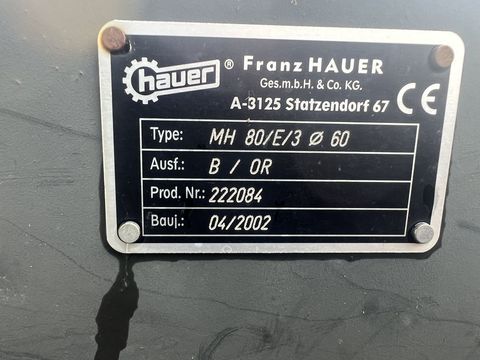 hauer ® Franz HAUER
Ges.m.b.H. & Co. KG.
A-3125 Statzendorf 67 CE
Type: MH 80/E/3 ø 60
Ausf.: B / OR
Prod. Nr.: 222084
Bauj.: 04/2002